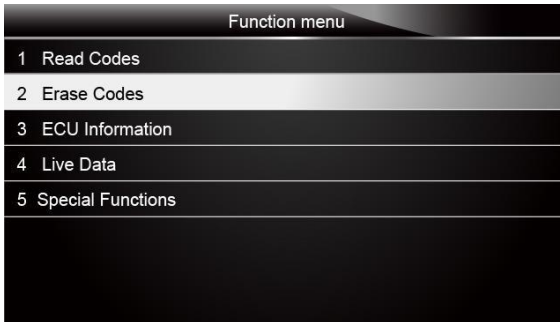 Function menu
1 Read Codes
2 Erase Codes
3 ECU Information
4 Live Data
5 Special Functions